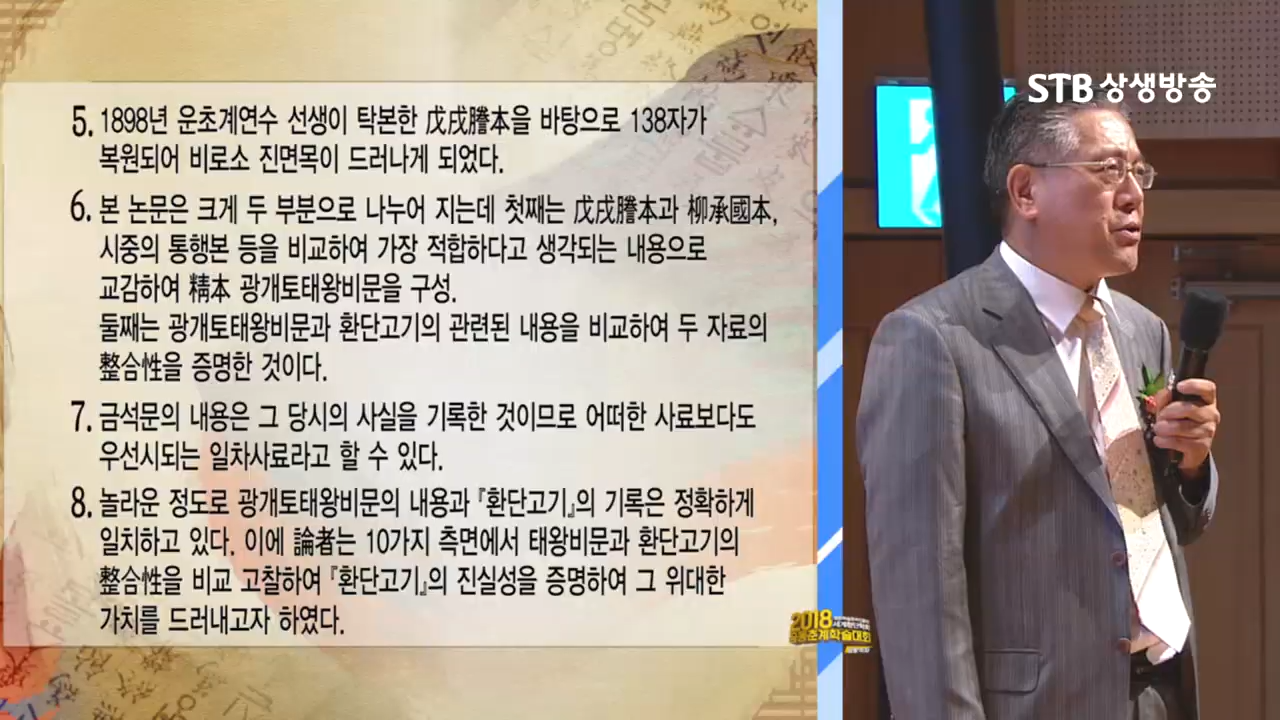 5. 1898년 운초계연수 선생이 탁본한 戊戌謄本을 바탕으로 138자가
복원되어 비로소 진면목이 드러나게 되었다.
6. 본 논문은 크게 두 부분으로 나누어 지는데 첫째는 戊戌謄本과 柳承國本,
시중의 통행본 등을 비교하여 가장 적합하다고 생각되는 내용으로
교감하여 精本 광개토태왕비문을 구성.
둘째는 광개토태왕비문과 환단고기의 관련된 내용을 비교하여 두 자료의
整合性을 증명한 것이다.
7. 금석문의 내용은 그 당시의 사실을 기록한 것이므로 어떠한 사료보다도
우선시되는 일차사료라고 할 수 있다.
8. 놀라운 정도로 광개토태왕비문의 내용과 『환단고기』의 기록은 정확하게
일치하고 있다. 이에 論者는 10가지 측면에서 태왕비문과 환단고기의
整合性을 비교 고찰하여 『환단고기』의 진실성을 증명하여 그 위대한
가치를 드러내고자 하였다.
STB 상생방송
2018
춘계학술대회